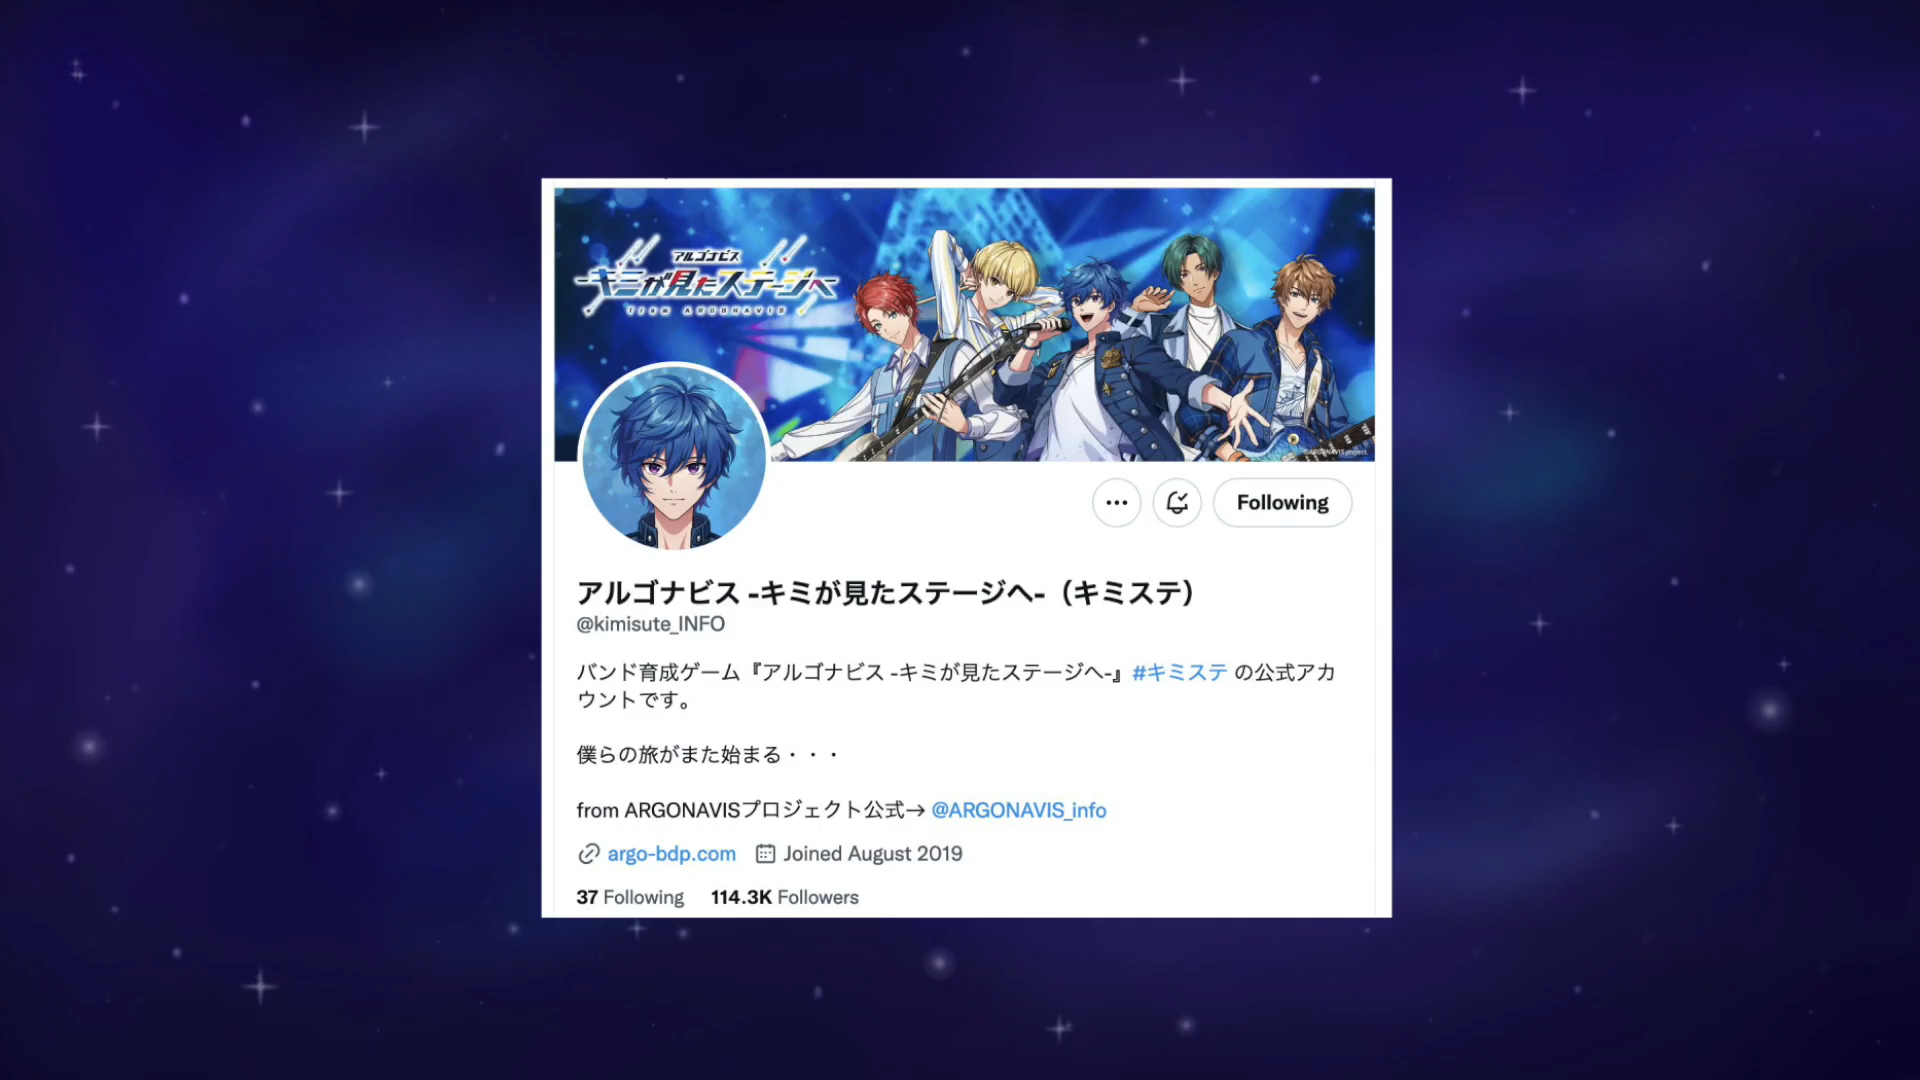 アルゴナビス
-キミが見たステージへ-
from ARGONAVIS
©ARGONAVIS project.
Following
アルゴナビス -キミが見たステージへ-（キミステ）
@kimisute_INFO
バンド育成ゲーム『アルゴナビス -キミが見たステージへ-』#キミステ の公式アカ
ウントです。
僕らの旅がまた始まる・・・
from ARGONAVISプロジェクト公式→ @ARGONAVIS_info
argo-bdp.com Joined August 2019
37 Following 114.3K Followers